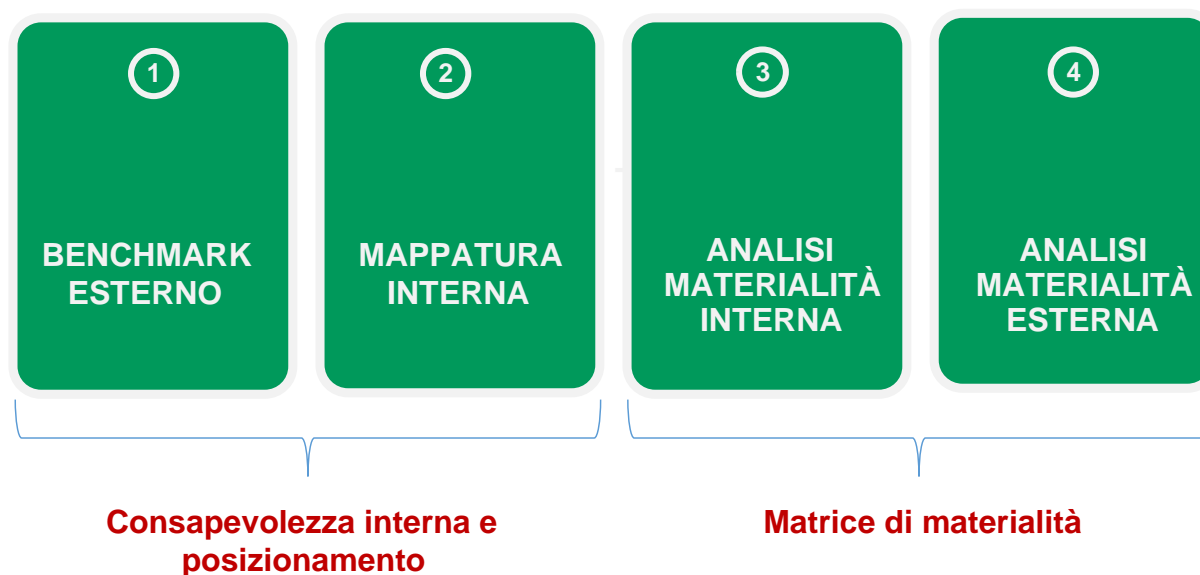 1
BENCHMARK
ESTERNO
2
MAPPATURA
INTERNA
3
ANALISI
MATERIALITÀ
INTERNA
4
ANALISI
MATERIALITÀ
ESTERNA
Consapevolezza interna e
posizionamento
Matrice di materialità